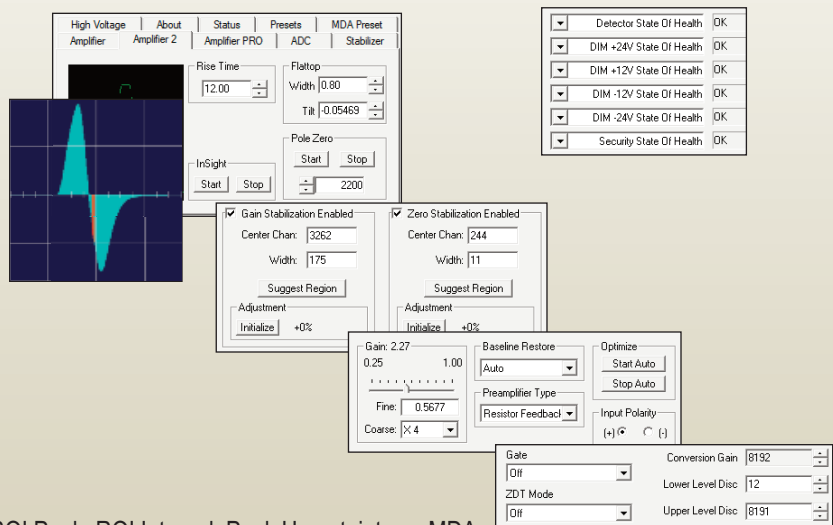 High Voltage About Status Presets MDA Preset
Amplifier Amplifier 2 Amplifier PRO ADC Stabilizer
Rise Time
12.00
Flattop
Width 0.80
Tilt -0.05469
Pole Zero
Start Stop
2200
InSight
Start Stop
Detector State Of Health OK
DIM +24V State Of Health OK
DIM +12V State Of Health OK
DIM -12V State Of Health OK
DIM -24V State Of Health OK
Security State Of Health OK
Gain Stabilization Enabled
Center Chan: 3262
Width: 175
Suggest Region
Adjustment
Initialize +0%
Zero Stabilization Enabled
Center Chan: 244
Width: 11
Suggest Region
Adjustment
Initialize +0%
Gain: 2.27
0.25 1.00
Fine: 0.5677
Coarse: X 4
Baseline Restore
Auto
Preamplifier Type
Resistor Feedback
Optimize
Start Auto
Stop Auto
Input Polarity
(+) (-)
Gate
Off
ZDT Mode
Off
Conversion Gain 8192
Lower Level Disc 12
Upper Level Disc 8191